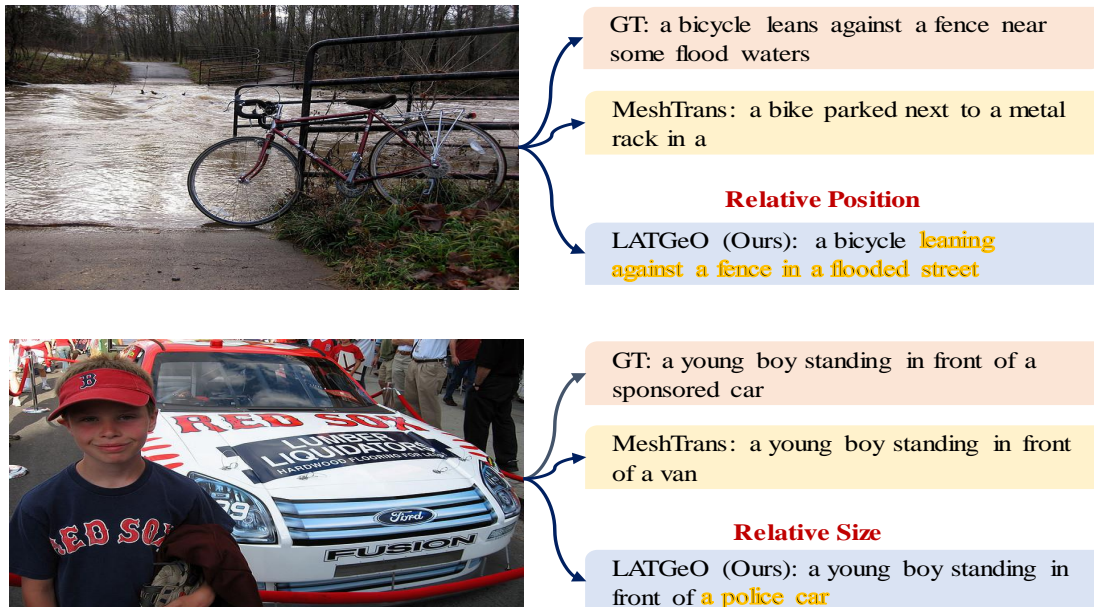 GT: a bicycle leans against a fence near
some flood waters
MeshTrans: a bike parked next to a metal
rack in a
Relative Position
LATGeO (Ours): a bicycle leaning
against a fence in a flooded street
GT: a young boy standing in front of a
sponsored car
MeshTrans: a young boy standing in front
of a van
Relative Size
LATGeO (Ours): a young boy standing in
front of a police car
B
RED SOX
RED SOX
LUMBER
LIQUIDATORS
HARDWOOD FLOORING FOR
Ford
FUSION